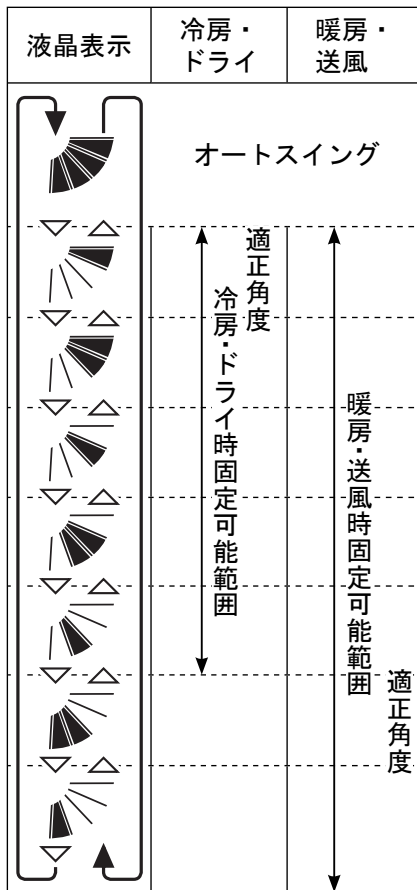 液晶表示
冷房・
ドライ
暖房・
送風
オートスイング
適正角度
冷房・ドライ時固定可能範囲
暖房・送風時固定可能範囲
適正角度